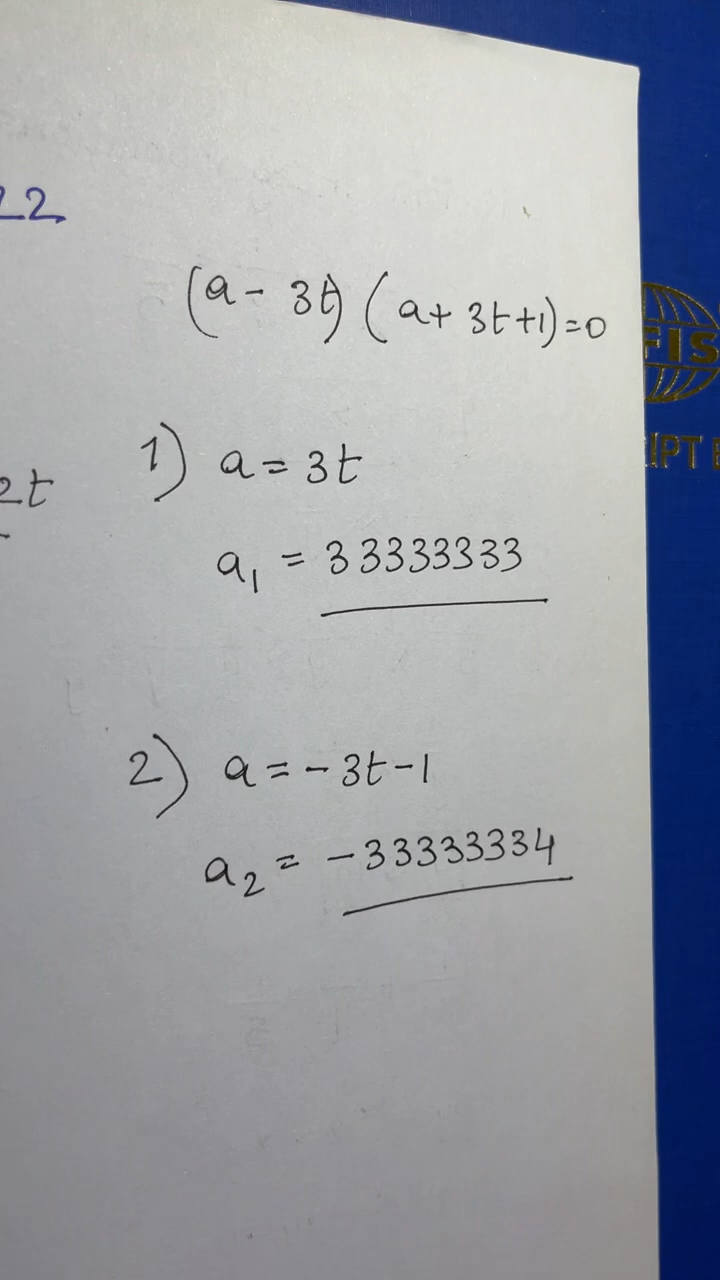 22
(a - 3t) (a + 3t + 1) = 0
2t
1) a = 3t
a₁ = 33333333
2) a = - 3t - 1
a₂ = - 33333334
FIS
IPT